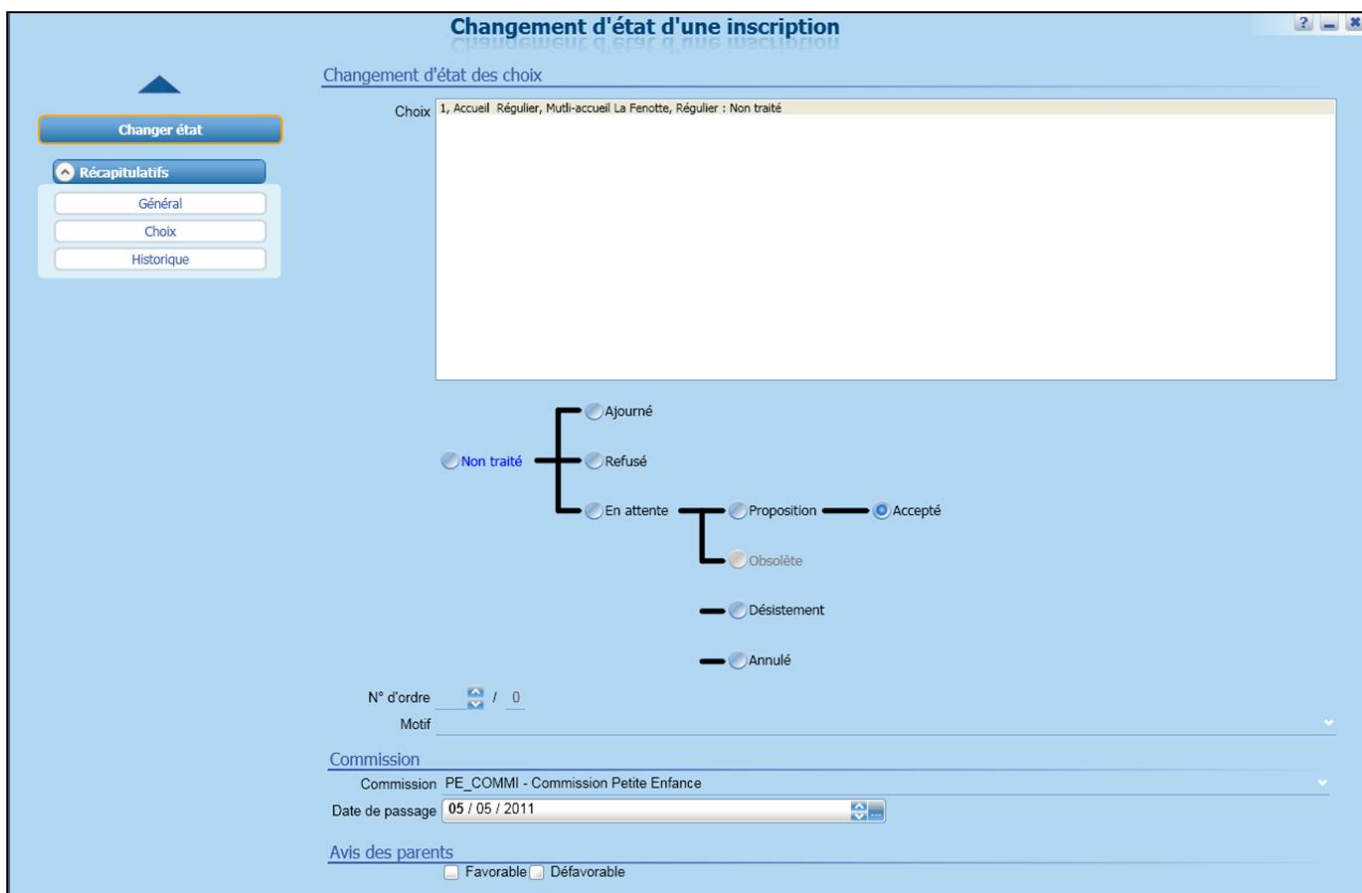 Changement d'état d'une inscription
?
Changer état
Récapitulatifs
Général
Choix
Historique
Changement d'état des choix
Choix 1, Accueil Régulier, Mutli-accueil La Fenotte, Régulier : Non traité
Ajourné
Non traité Refusé
En attente Proposition Accepté
Obsolète
Désistement
Annulé
N° d'ordre / 0
Motif
Commission
Commission PE_COMMI - Commission Petite Enfance
Date de passage 05 / 05 / 2011 ...
Avis des parents
Favorable Défavorable